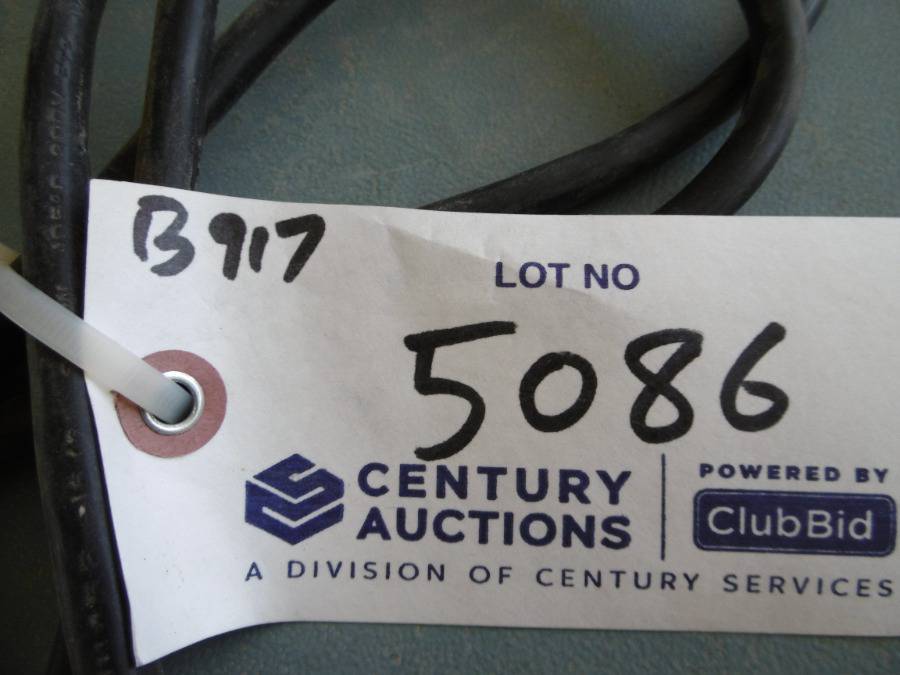 B917
LOT NO
5086
CENTURY
AUCTIONS
A DIVISION OF CENTURY SERVICES
POWERED BY
ClubBid